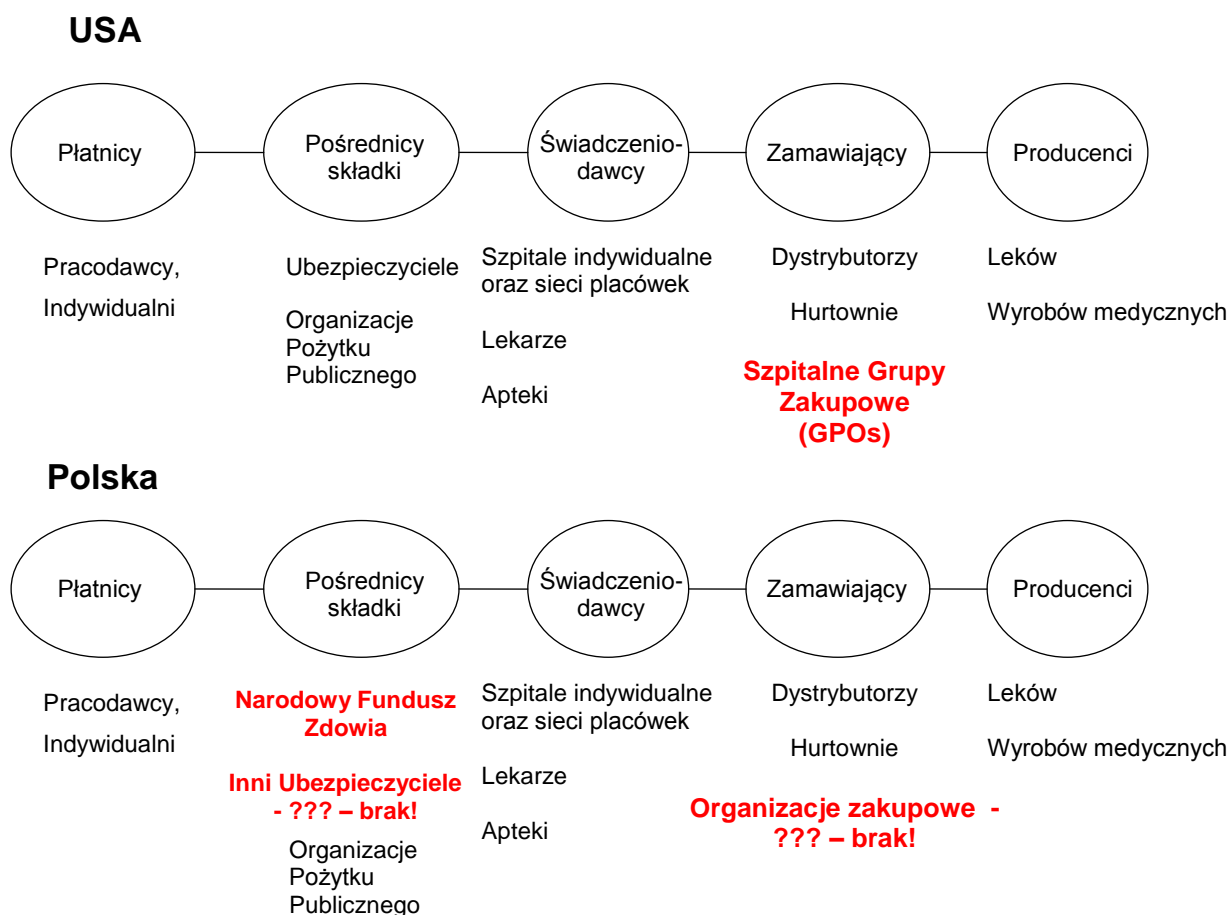 USA
Płatnicy
Pośrednicy
składki
Świadczenio-
dawcy
Zamawiający
Producenci
Pracodawcy,
Indywidualni
Ubezpieczyciele
Organizacje
Pożytku
Publicznego
Szpitale indywidualne
oraz sieci placówek
Lekarze
Apteki
Dystrybutorzy
Hurtownie
Szpitalne Grupy
Zakupowe
(GPOs)
Leków
Wyrobów medycznych
Polska
Płatnicy
Pośrednicy
składki
Świadczenio-
dawcy
Zamawiający
Producenci
Pracodawcy,
Indywidualni
Narodowy Fundusz
Zdowia
Inni Ubezpieczyciele
- ??? – brak!
Organizacje
Pożytku
Publicznego
Szpitale indywidualne
oraz sieci placówek
Lekarze
Apteki
Dystrybutorzy
Hurtownie
Organizacje zakupowe -
??? – brak!
Leków
Wyrobów medycznych